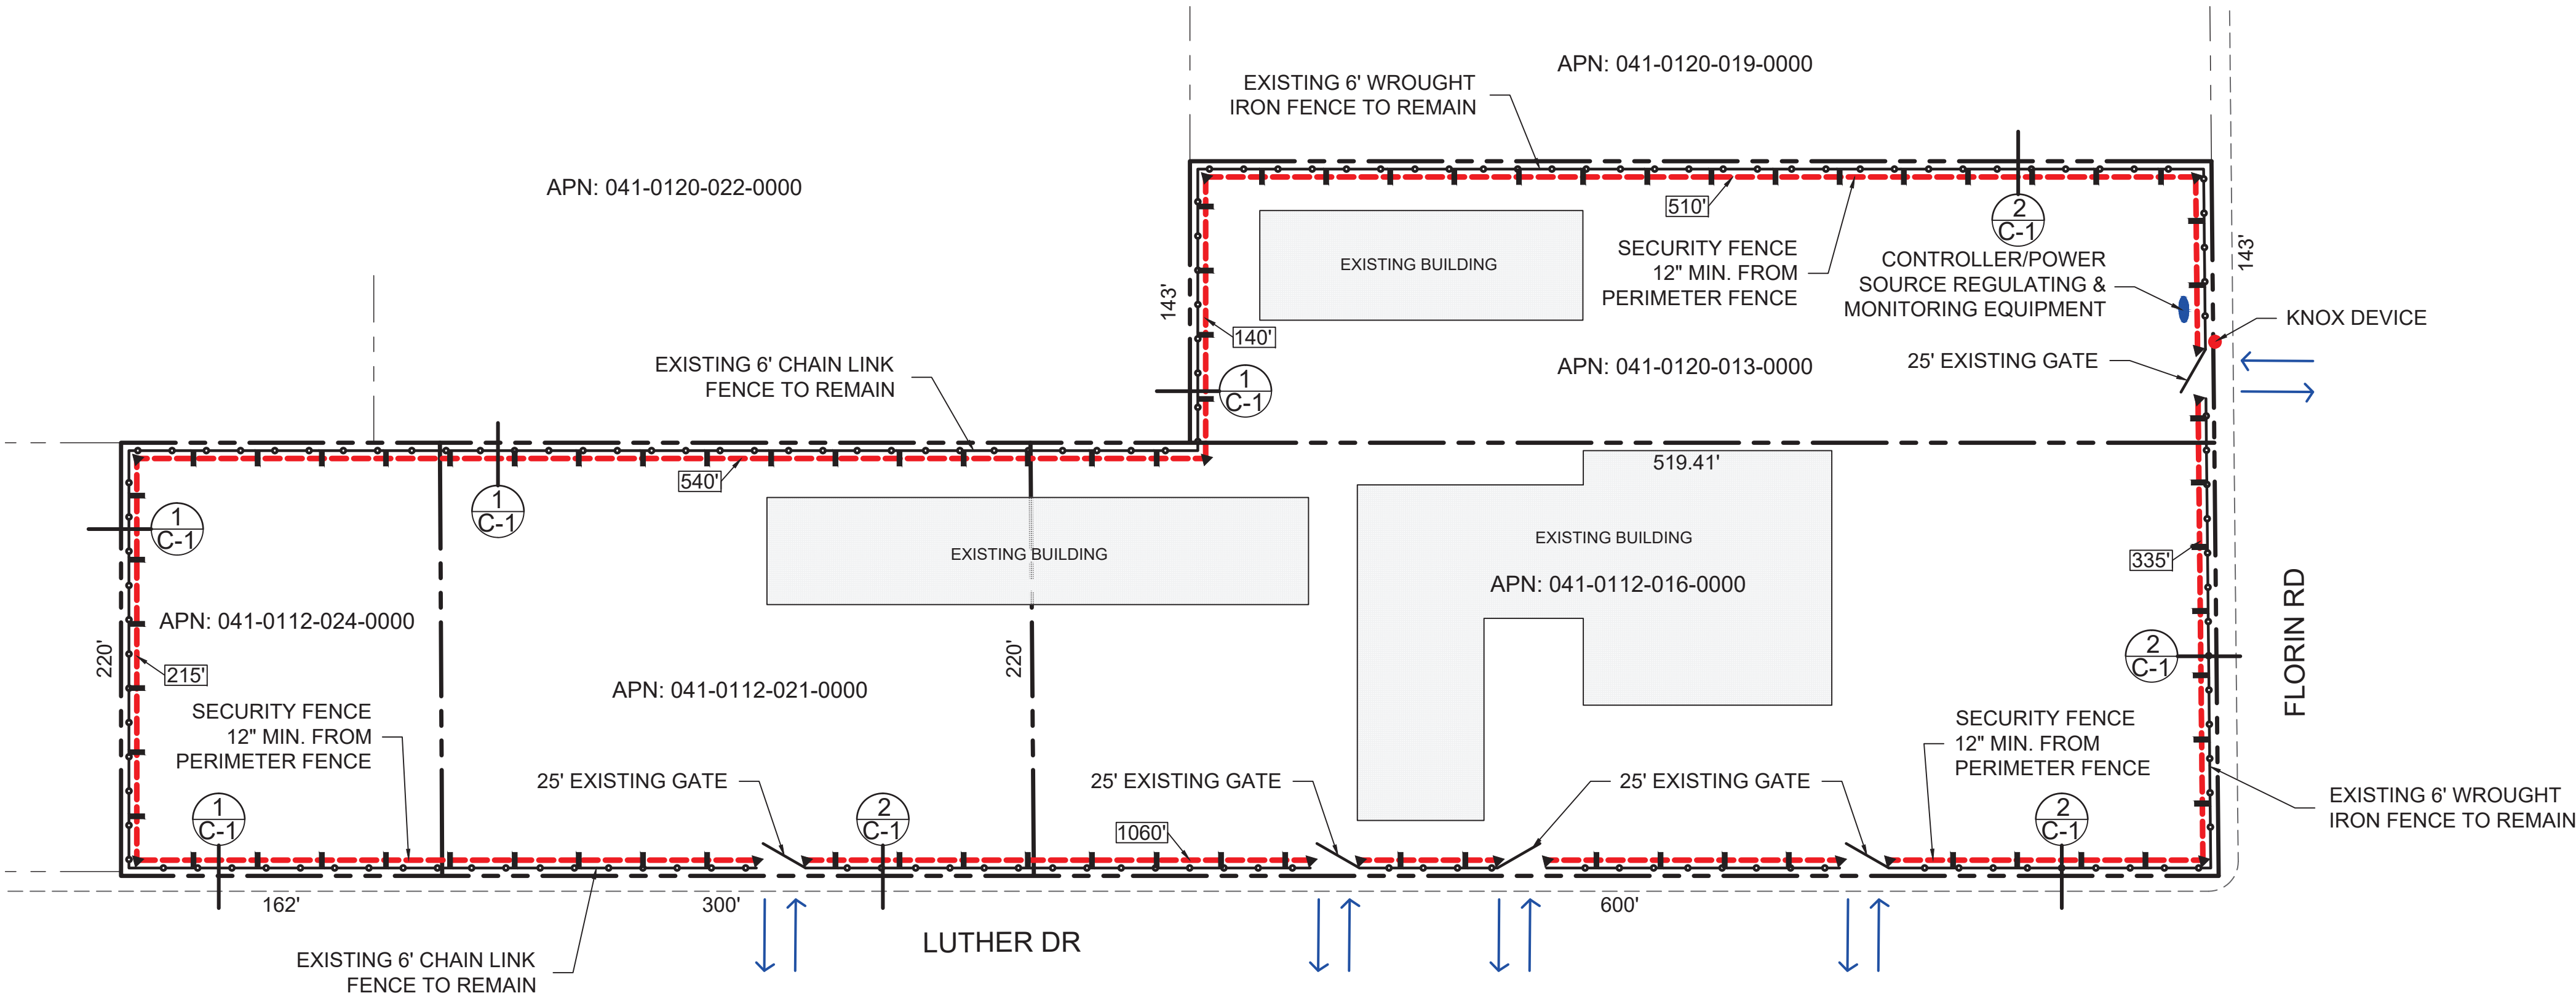 APN: 041-0120-019-0000
EXISTING 6' WROUGHT
IRON FENCE TO REMAIN
APN: 041-0120-022-0000
510'
2
C-1
SECURITY FENCE
12" MIN. FROM
PERIMETER FENCE
EXISTING BUILDING
CONTROLLER/POWER
SOURCE REGULATING &
MONITORING EQUIPMENT
143'
143'
KNOX DEVICE
140'
25' EXISTING GATE
APN: 041-0120-013-0000
EXISTING 6' CHAIN LINK
FENCE TO REMAIN
1
C-1
540'
1
C-1
1
C-1
519.41'
EXISTING BUILDING
EXISTING BUILDING
APN: 041-0112-016-0000
335'
FLORIN RD
APN: 041-0112-024-0000
220'
215'
220'
2
C-1
APN: 041-0112-021-0000
SECURITY FENCE
12" MIN. FROM
PERIMETER FENCE
SECURITY FENCE
12" MIN. FROM
PERIMETER FENCE
25' EXISTING GATE
25' EXISTING GATE
25' EXISTING GATE
EXISTING 6' WROUGHT
IRON FENCE TO REMAIN
1
C-1
2
C-1
1060'
2
C-1
162'
300'
600'
LUTHER DR
EXISTING 6' CHAIN LINK
FENCE TO REMAIN